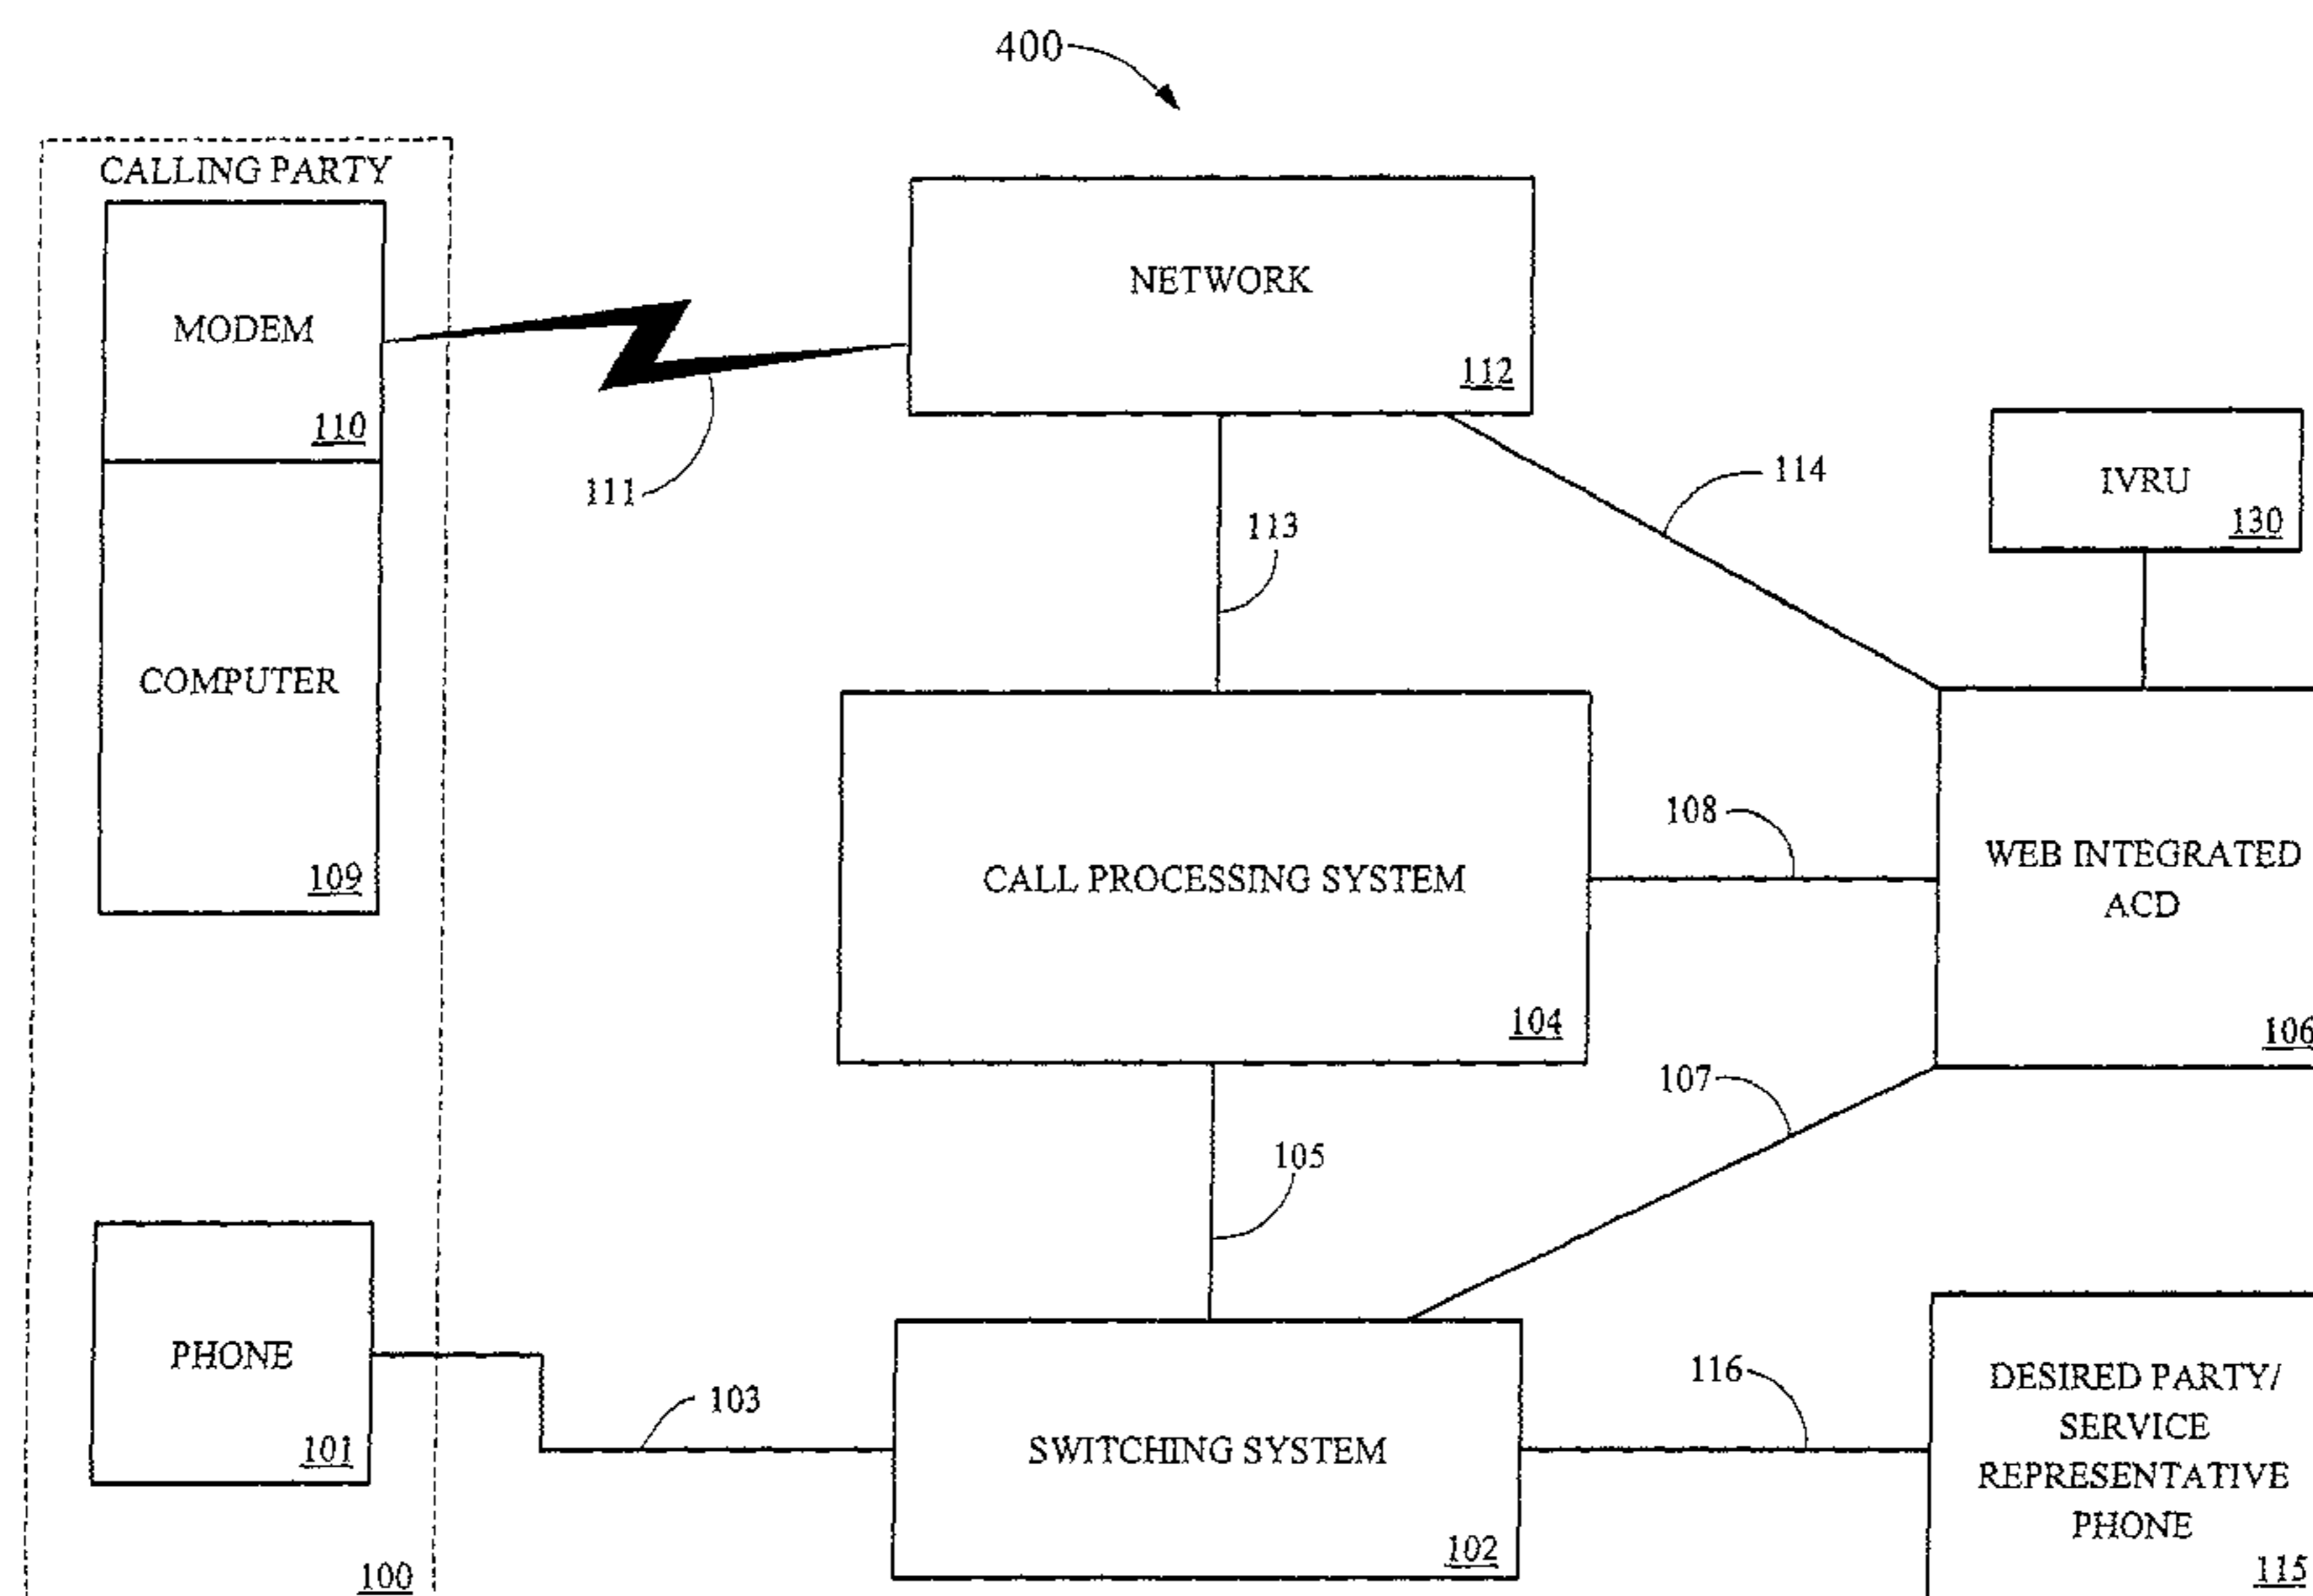 400
CALLING PARTY
MODEM
110
COMPUTER
109
PHONE
101
100
111
NETWORK
112
113
114
IVRU
130
CALL PROCESSING SYSTEM
104
108
WEB INTEGRATED
ACD
106
107
105
103
SWITCHING SYSTEM
102
116
DESIRED PARTY/
SERVICE
REPRESENTATIVE
PHONE
115